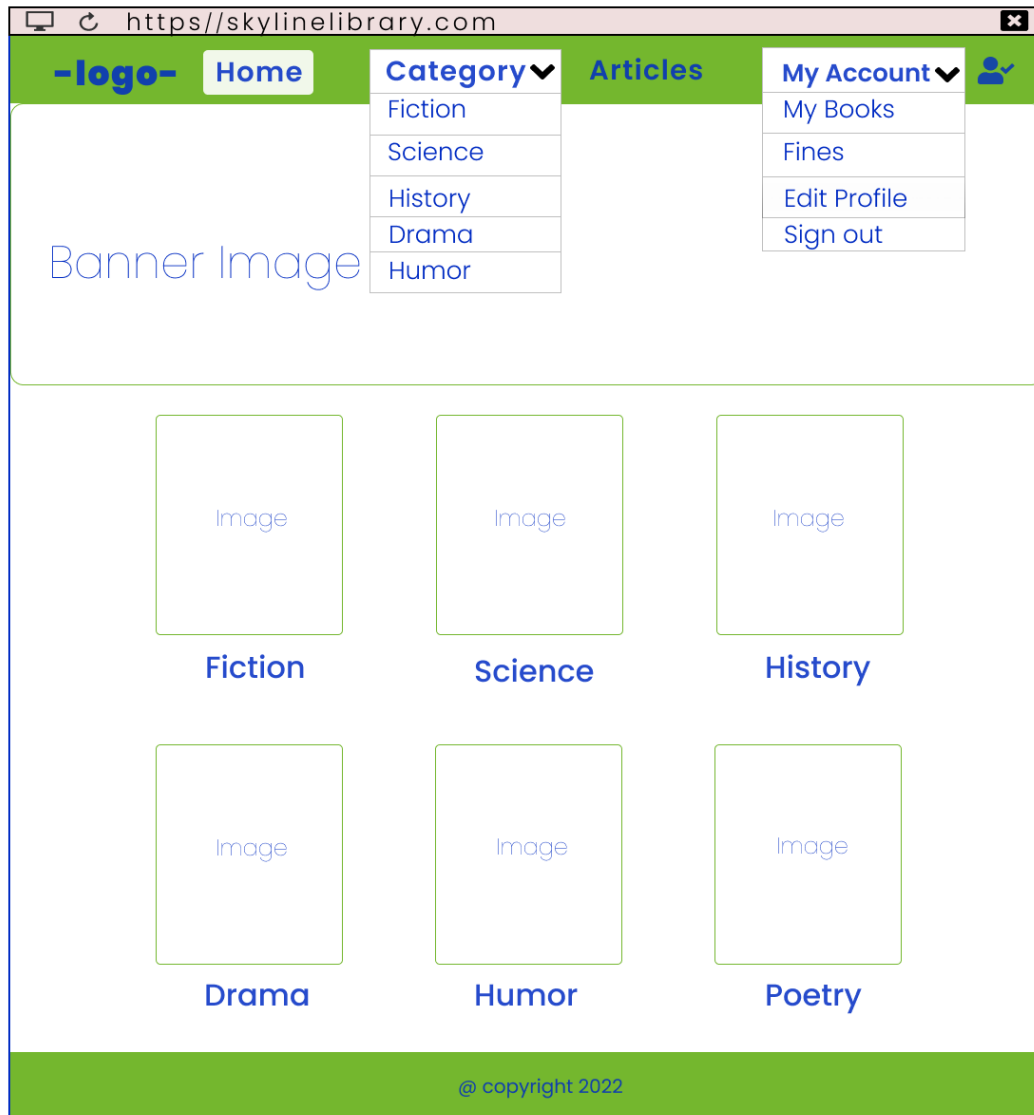 https//skylinelibrary.com
-logo- Home Category Articles My Account
Fiction
Science
History
Drama
Humor
My Books
Fines
Edit Profile
Sign out
Banner Image
Image Image Image
Fiction Science History
Image Image Image
Drama Humor Poetry
@ copyright 2022